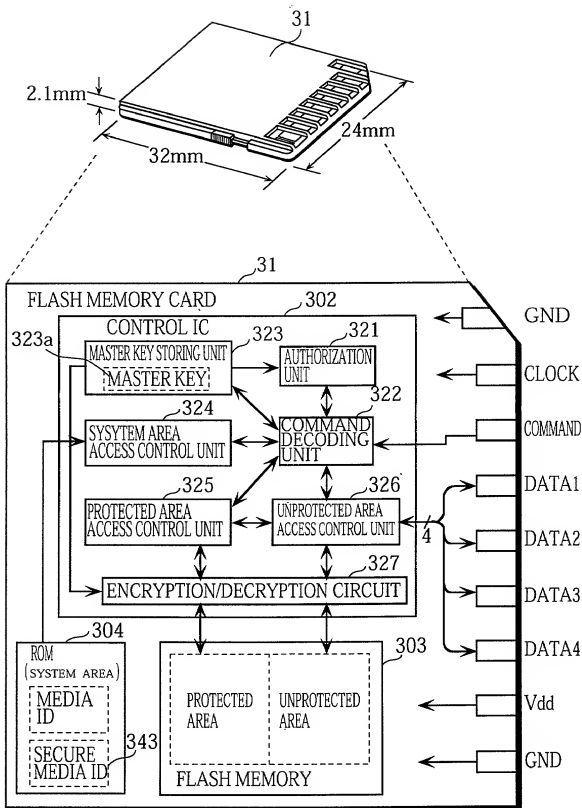 31
2.1mm
32mm
24mm
31
FLASH MEMORY CARD
302
CONTROL IC
323a
MASTER KEY STORING UNIT
MASTER KEY
323
321
AUTHORIZATION
UNIT
324
SYSYTEM AREA
ACCESS CONTROL UNIT
322
COMMAND
DECODING
UNIT
325
PROTECTED AREA
ACCESS CONTROL UNIT
326
UNPROTECTED AREA
ACCESS CONTROL UNIT
4
327
ENCRYPTION/DECRYPTION CIRCUIT
304
ROM
(SYSTEM AREA)
MEDIA
ID
343
SECURE
MEDIA ID
303
PROTECTED
AREA
UNPROTECTED
AREA
FLASH MEMORY
GND
CLOCK
COMMAND
DATA1
DATA2
DATA3
DATA4
Vdd
GND